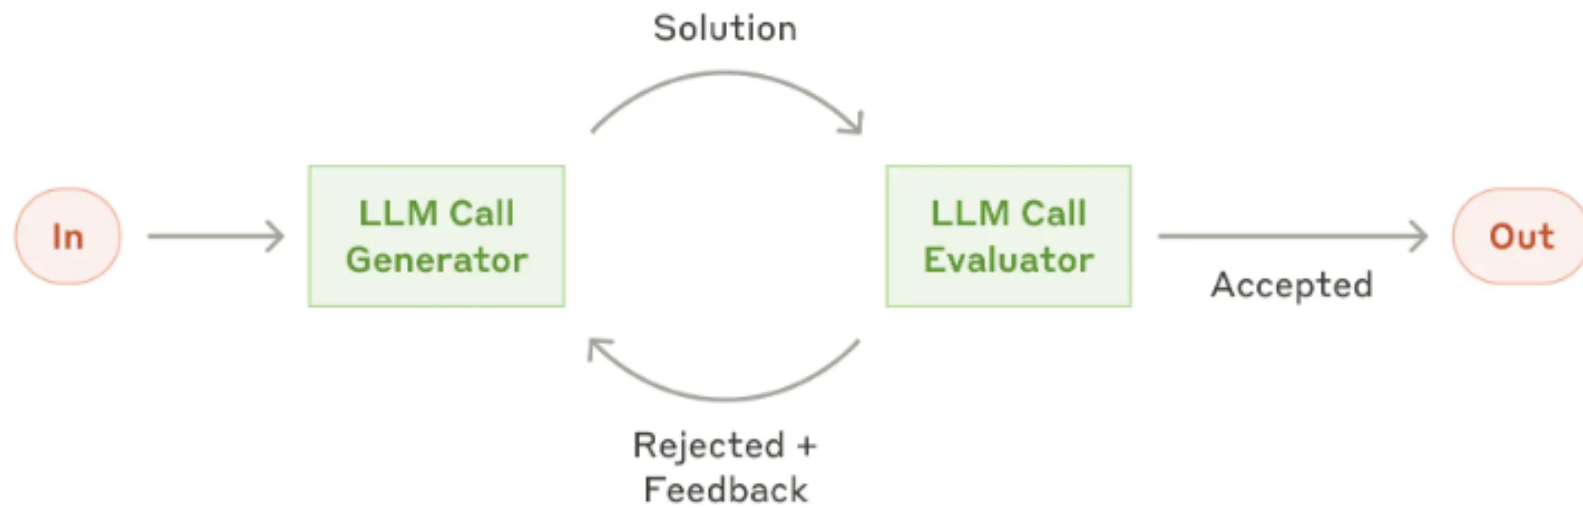 Solution
In
LLM Call
Generator
LLM Call
Evaluator
Accepted
Out
Rejected +
Feedback